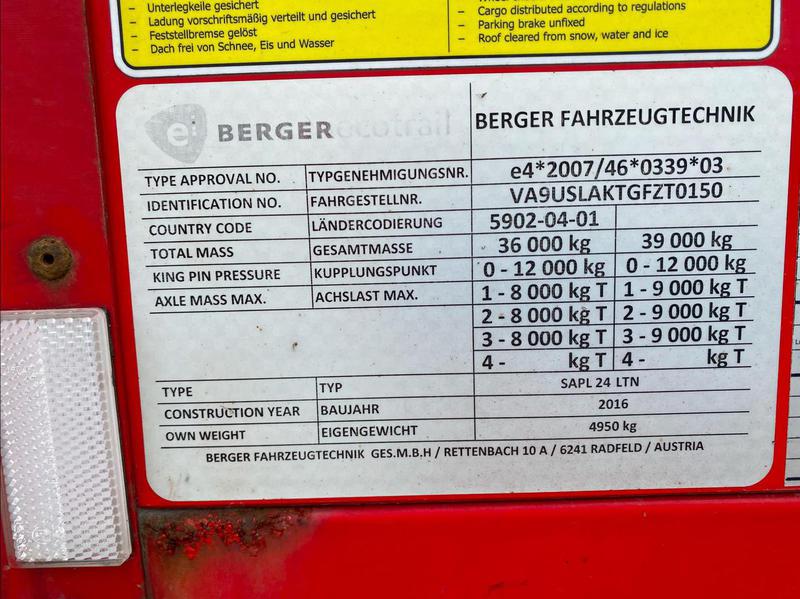 - Unterlegkeile gesichert
- Ladung vorschriftsmäßig verteilt und gesichert
- Feststellbremse gelöst
- Dach frei von Schnee, Eis und Wasser
- Cargo distributed according to regulations
- Parking brake unfixed
- Roof cleared from snow, water and ice
e BERGER ecotrail BERGER FAHRZEUGTECHNIK
TYPE APPROVAL NO. TYPGENEHMIGUNGSNR. e4*2007/46*0339*03
IDENTIFICATION NO. FAHRGESTELLNR. VA9USLAKTGFZT0150
COUNTRY CODE LÄNDERCODIERUNG 5902-04-01
TOTAL MASS GESAMTMASSE 36 000 kg 39 000 kg
KING PIN PRESSURE KUPPLUNGSPUNKT 0 - 12 000 kg 0 - 12 000 kg
AXLE MASS MAX. ACHSLAST MAX. 1 - 8 000 kg T 1 - 9 000 kg T
2 - 8 000 kg T 2 - 9 000 kg T
3 - 8 000 kg T 3 - 9 000 kg T
4 - kg T 4 - kg T
TYPE TYP SAPL 24 LTN
CONSTRUCTION YEAR BAUJAHR 2016
OWN WEIGHT EIGENGEWICHT 4950 kg
BERGER FAHRZEUGTECHNIK GES.M.B.H / RETTENBACH 10 A / 6241 RADFELD / AUSTRIA